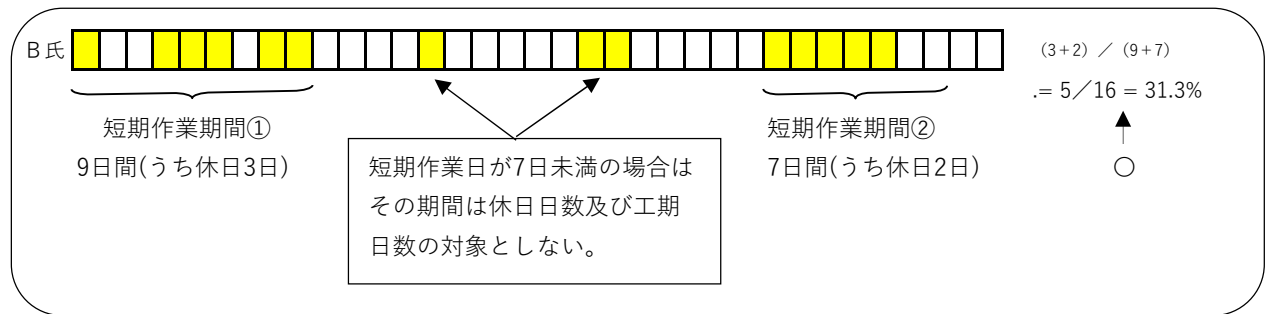 B氏
(3+2) / (9+7)
.= 5/16 = 31.3%
○
短期作業期間①
9日間(うち休日3日)
短期作業日が7日未満の場合は
その期間は休日日数及び工期
日数の対象としない。
短期作業期間②
7日間(うち休日2日)